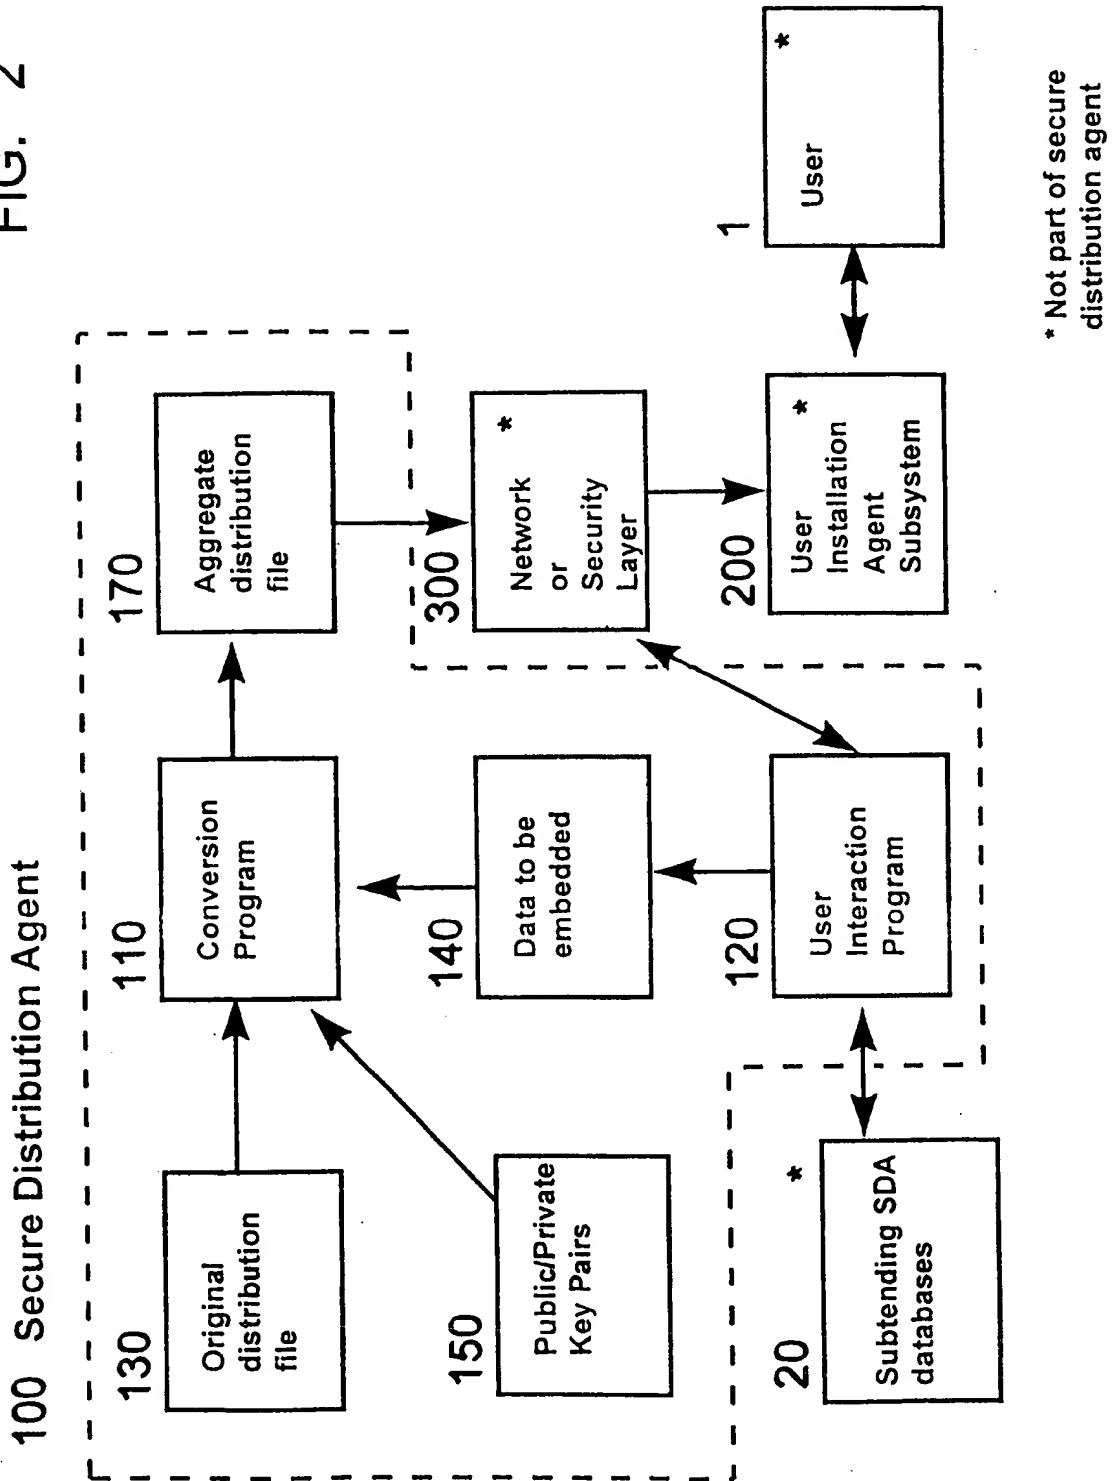 FIG. 2
100 Secure Distribution Agent
130
Original
distribution
file
110
Conversion
Program
170
Aggregate
distribution
file
150
Public/Private
Key Pairs
140
Data to be
embedded
300
Network *
or
Security
Layer
20 *
Subtending SDA
databases
120
User
Interaction
Program
200
User *
Installation
Agent
Subsystem
1
User *
* Not part of secure
distribution agent